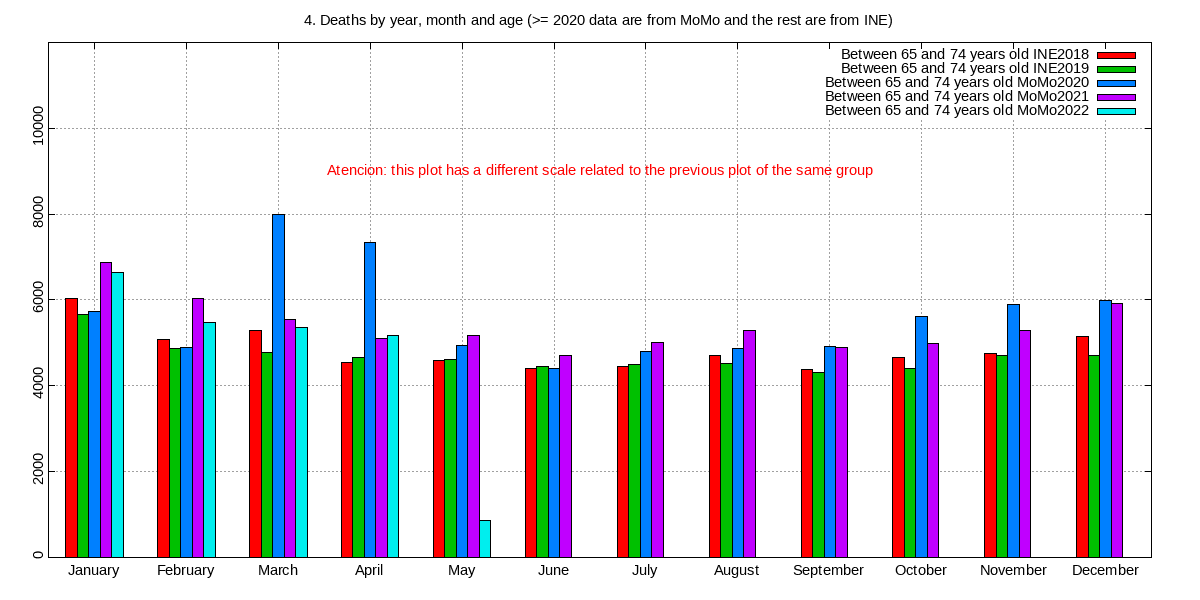 4. Deaths by year, month and age (>= 2020 data are from MoMo and the rest are from INE)
Between 65 and 74 years old INE2018
Between 65 and 74 years old INE2019
Between 65 and 74 years old MoMo2020
Between 65 and 74 years old MoMo2021
Between 65 and 74 years old MoMo2022
Atencion: this plot has a different scale related to the previous plot of the same group
10000
8000
6000
4000
2000
0
January February March April May June July August September October November December